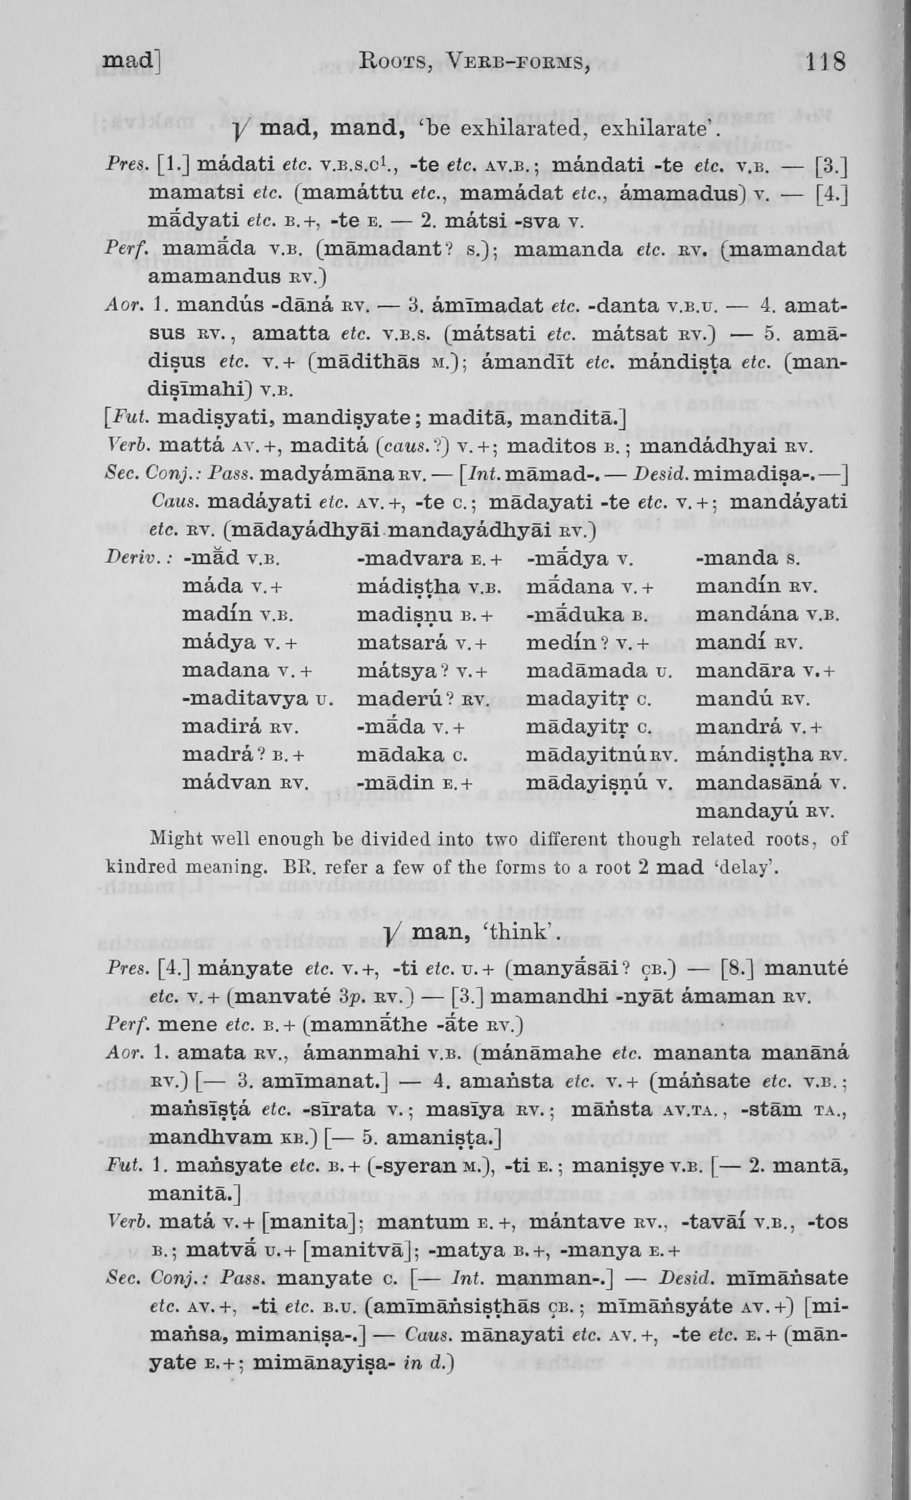 mad] Roots, Verb-forms, 118
√ mad, mand, ‘be exhilarated, exhilarate’.
Pres. [1.] mádati etc. v.b.s.c¹., -te etc. av.b.; mándati -te etc. v.b. — [3.]
mamatsi etc. (mamáttu etc., mamádat etc., ámamadus) v. — [4.]
mā́dyati etc. b.+, -te e. — 2. mátsi -sva v.
Perf. mamā́da v.b. (māmadant? s.); mamanda etc. rv. (mamandat
amamandus rv.)
Aor. 1. mandús -dāná rv. — 3. ámīmadat etc. -danta v.b.u. — 4. amat-
sus rv., amatta etc. v.b.s. (mátsati etc. mátsat rv.) — 5. amā-
diṣus etc. v.+ (mādithās m.); ámandīt etc. mándiṣṭa etc. (man-
diṣīmahi) v.b.
[Fut. madiṣyati, mandiṣyate; maditā, manditā.]
Verb. mattá av.+, maditá (caus.?) v.+; maditos b.; mandádhyai rv.
Sec. Conj.: Pass. madyámāna rv. — [Int. māmad-. — Desid. mimadiṣa-. —]
Caus. madáyati etc. av.+, -te c.; mādayati -te etc. v.+; mandáyati
etc. rv. (mādayádhyāi mandayádhyāi rv.)
Deriv.: -mā̆d v.b. -madvara e.+ -mā́dya v. -manda s.
máda v.+ mádiṣṭha v.b. mā́dana v.+ mandín rv.
madín v.b. madiṣṇu b.+ -mā́duka b. mandána v.b.
mádya v.+ matsará v.+ medín? v.+ mandí rv.
madana v.+ mátsya? v.+ madāmada u. mandāra v.+
-maditavya u. maderú? rv. madayitṛ c. mandú rv.
madirá rv. -mā́da v.+ mādayitṛ c. mandrá v.+
madrá? b.+ mādaka c. mādayitnú rv. mándiṣṭha rv.
mádvan rv. -mādin e.+ mādayiṣṇú v. mandasāná v.
mandayú rv.
Might well enough be divided into two different though related roots, of
kindred meaning. BR. refer a few of the forms to a root 2 mad ‘delay’.
√ man, ‘think’.
Pres. [4.] mányate etc. v.+, -ti etc. u.+ (manyā́sāi? çb.) — [8.] manuté
etc. v.+ (manvaté 3p. rv.) — [3.] mamandhi -nyāt ámaman rv.
Perf. mene etc. b.+ (mamnā́the -ā́te rv.)
Aor. 1. amata rv., ámanmahi v.b. (mánāmahe etc. mananta manāná
rv.) [— 3. amīmanat.] — 4. amaṅsta etc. v.+ (máṅsate etc. v.b.;
maṅsīṣṭá etc. -sīrata v.; masīya rv.; māṅsta av.ta., -stām ta.,
mandhvam kb.) [— 5. amaniṣṭa.]
Fut. 1. maṅsyate etc. b.+ (-syeran m.), -ti e.; maniṣye v.b. [— 2. mantā,
manitā.]
Verb. matá v.+ [manita]; mantum e.+, mántave rv., -tavāí v.b., -tos
b.; matvā́ u.+ [manitvā]; -matya b.+, -manya e.+
Sec. Conj.: Pass. manyate c. [— Int. manman-.] — Desid. mīmāṅsate
etc. av.+, -ti etc. b.u. (amīmāṅsiṣṭhās çb.; mīmāṅsyáte av.+) [mi-
maṅsa, mimaniṣa-.] — Caus. mānayati etc. av.+, -te etc. e.+ (mān-
yate e.+; mimānayiṣa- in d.)